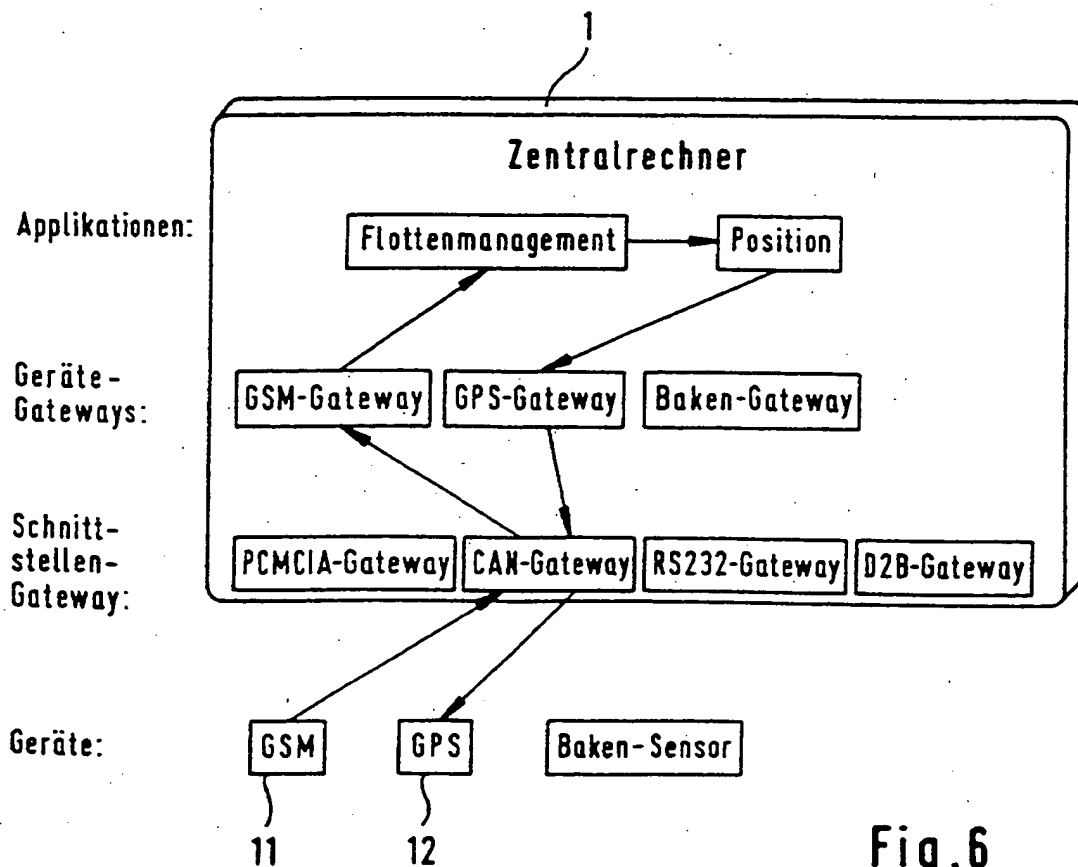 1
Zentralrechner
Applikationen:
Flottenmanagement
Position
Geräte-
Gateways:
GSM-Gateway
GPS-Gateway
Baken-Gateway
Schnitt-
stellen-
Gateway:
PCMCIA-Gateway
CAN-Gateway
RS232-Gateway
D2B-Gateway
Geräte:
GSM
GPS
Baken-Sensor
11
12
Fig.6